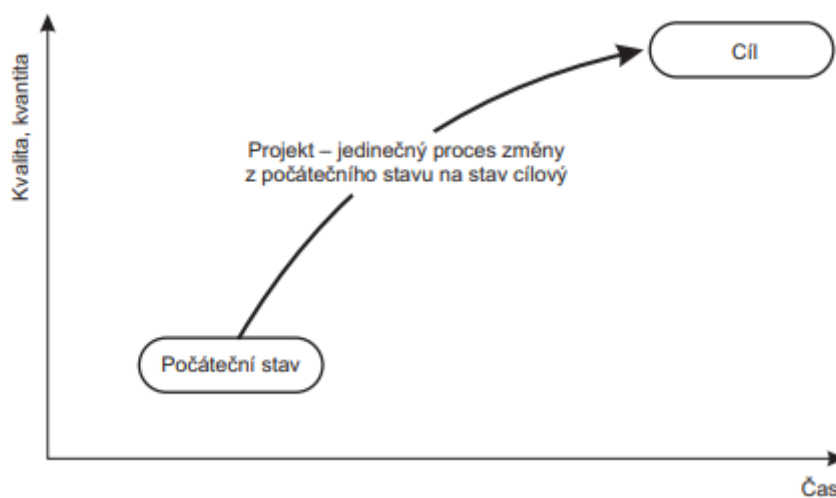 Kvalita, kvantita
Cíl
Projekt – jedinečný proces změny
z počátečního stavu na stav cílový
Počáteční stav
Čas